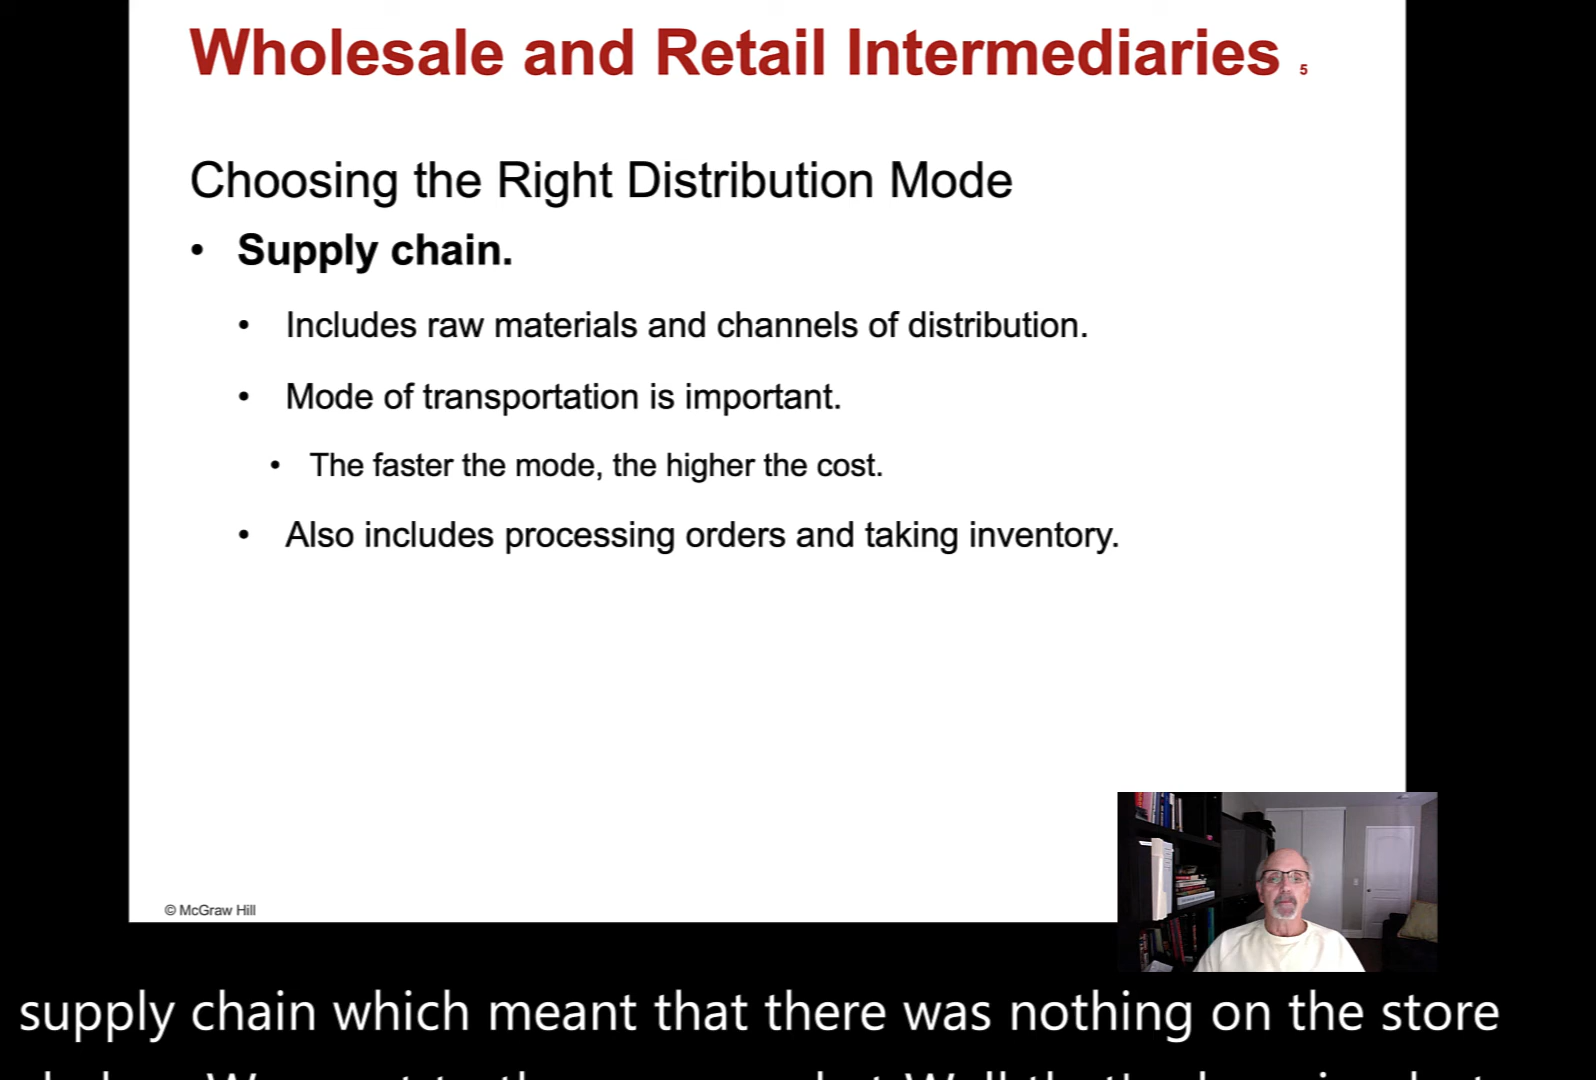 Wholesale and Retail Intermediaries 5
Choosing the Right Distribution Mode
• Supply chain.
• Includes raw materials and channels of distribution.
• Mode of transportation is important.
• The faster the mode, the higher the cost.
• Also includes processing orders and taking inventory.
© McGraw Hill
supply chain which meant that there was nothing on the store